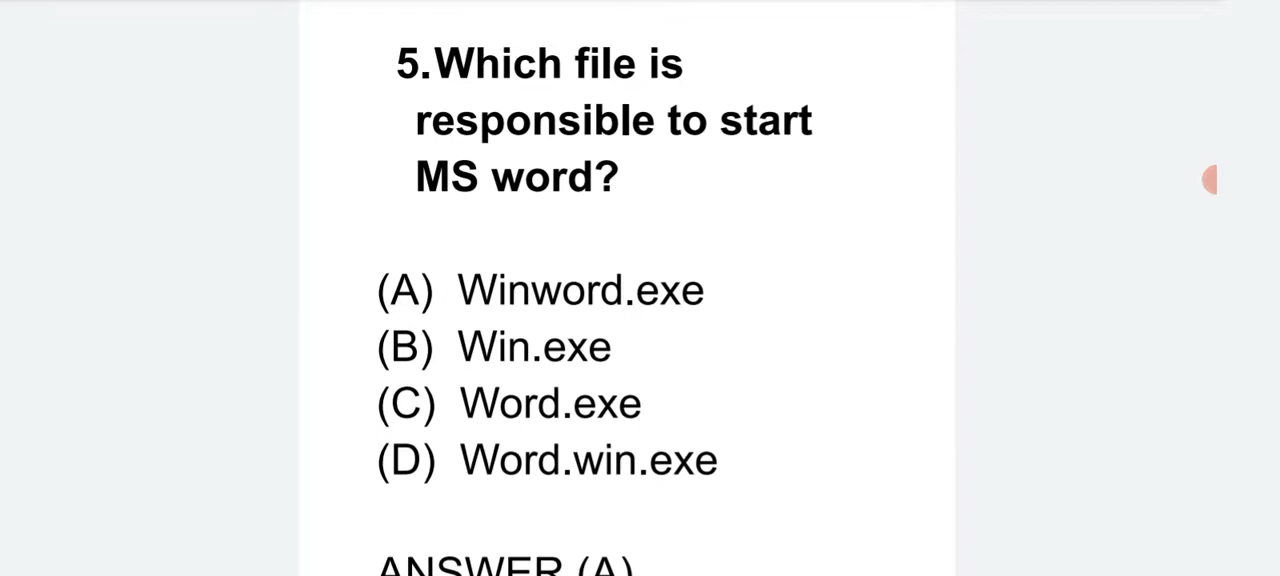 5.Which file is
responsible to start
MS word?
(A) Winword.exe
(B) Win.exe
(C) Word.exe
(D) Word.win.exe
ANSWER (A)